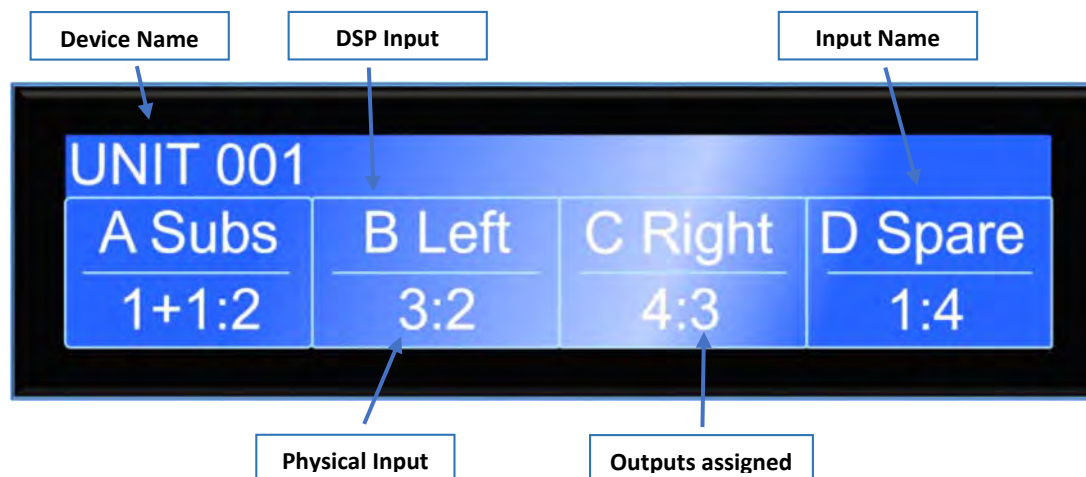 Device Name DSP Input Input Name
UNIT 001
A Subs B Left C Right D Spare
1+1:2 3:2 4:3 1:4
Physical Input Outputs assigned